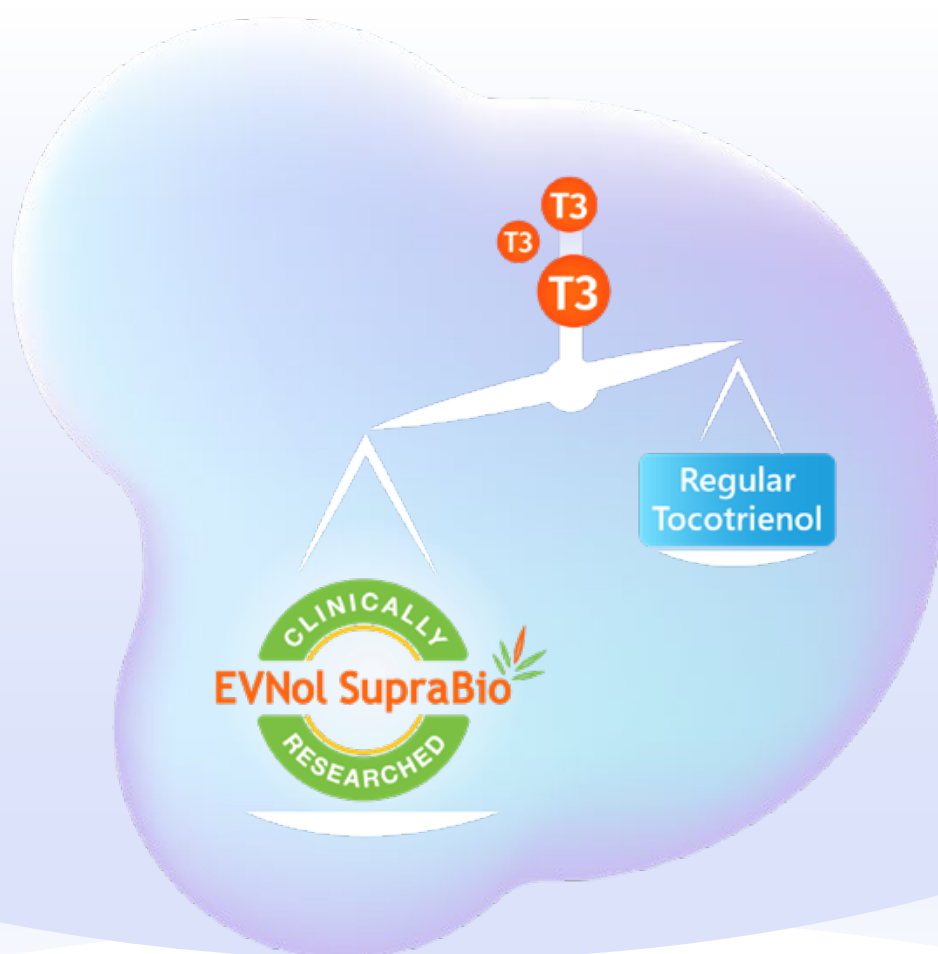 T3
T3
T3
Regular
Tocotrienol
CLINICALLY
EVNol SupraBio
RESEARCHED